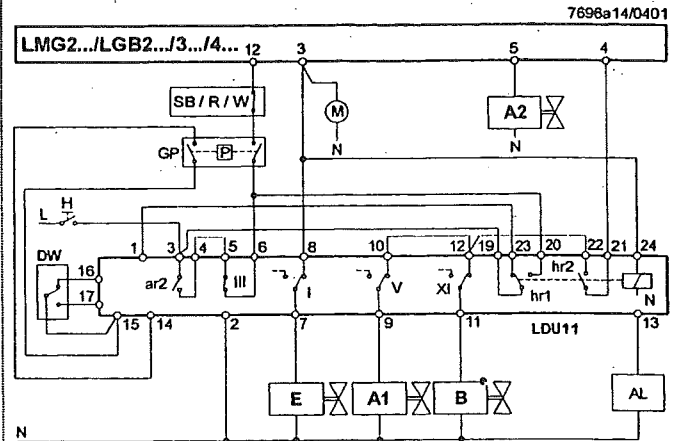 7696a14/0401
LMG2.../LGB2.../3.../4... 12 3 5 4
SB / R / W
M
A2
N
N
GP P
L H
1 3 4 5 6 8 10 12 19 23 20 22 21 24
DW
16
17
ar2 III I V XI hr1 hr2 N
LDU11
15 14 2 7 9 11 13
E A1 B AL
N